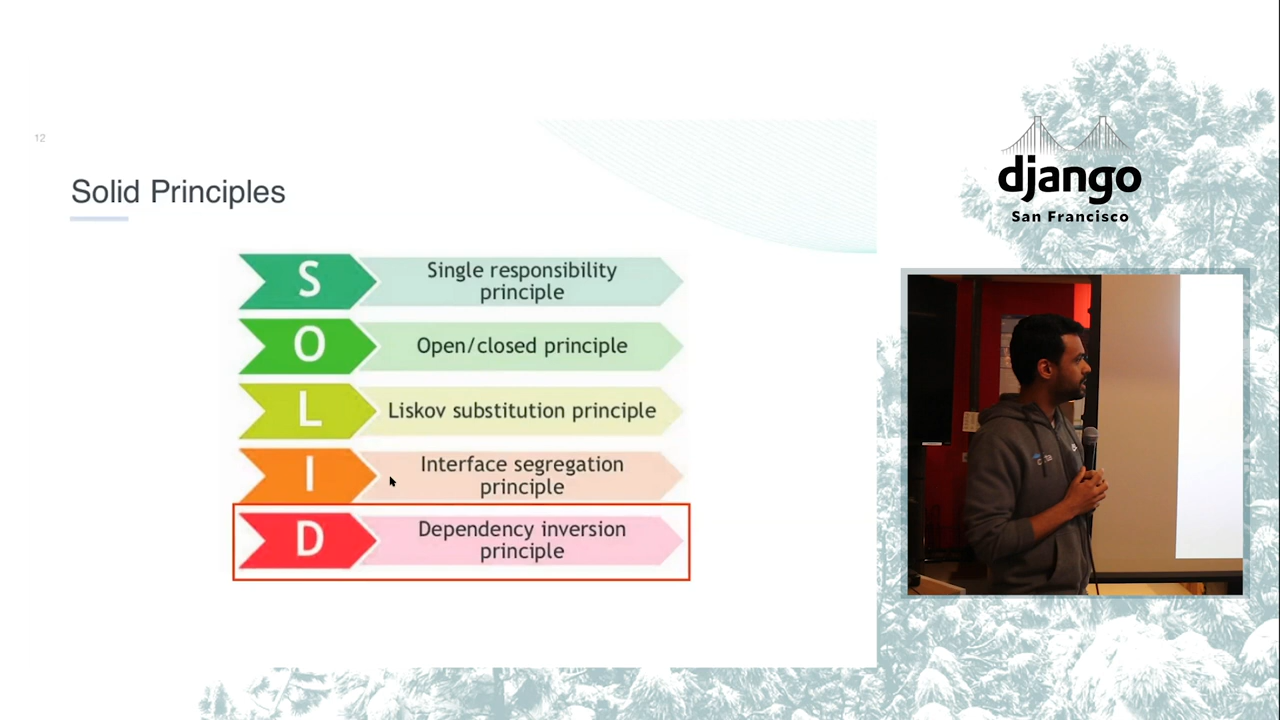 12
Solid Principles
S
Single responsibility
principle
O
Open/closed principle
L
Liskov substitution principle
I
Interface segregation
principle
D
Dependency inversion
principle
django
San Francisco